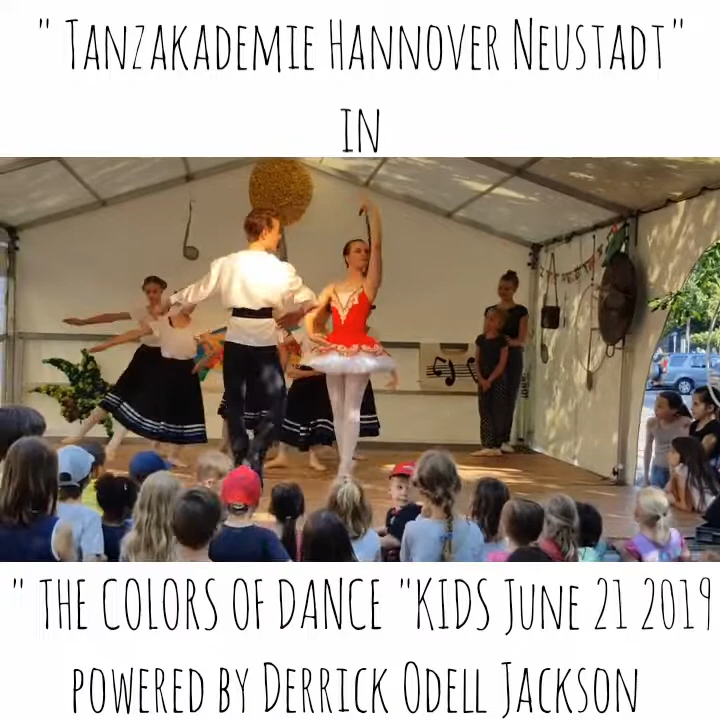 " Tanzakademie Hannover Neustadt"
in
" THE COLORS OF DANCE "KIDS June 21 2019
powered by Derrick Odell Jackson